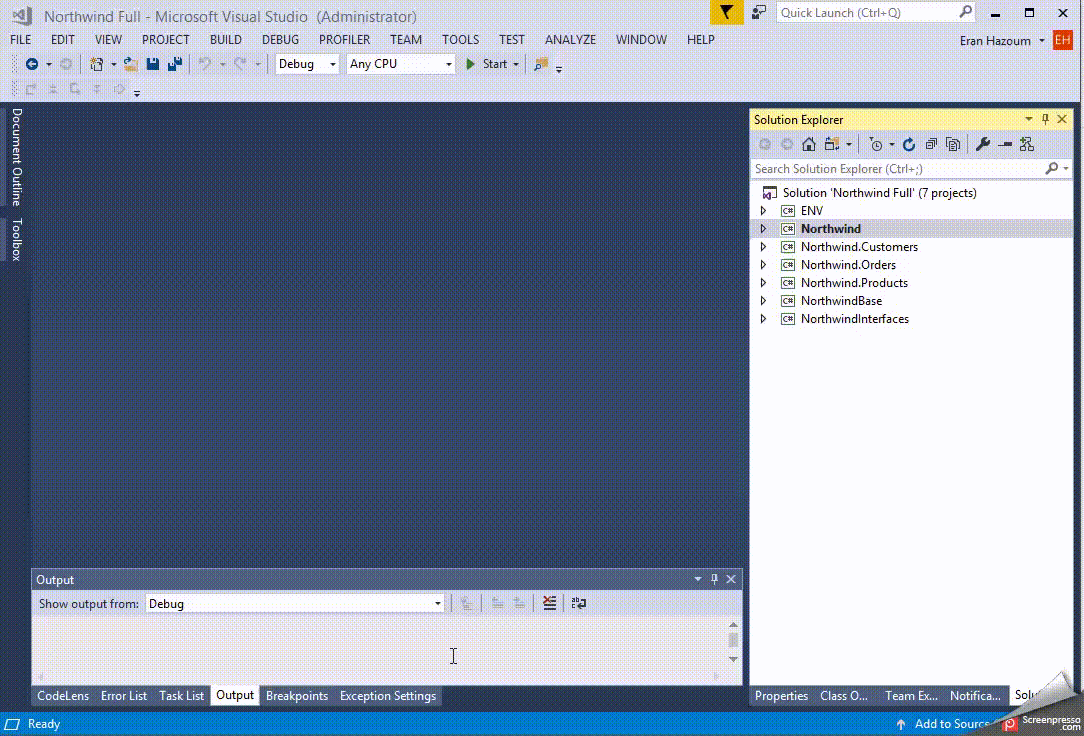 Northwind Full - Microsoft Visual Studio (Administrator)
Quick Launch (Ctrl+Q)
FILE EDIT VIEW PROJECT BUILD DEBUG PROFILER TEAM TOOLS TEST ANALYZE WINDOW HELP
Eran Hazoum EH
Debug Any CPU Start
Document Outline
Toolbox
Solution Explorer
Search Solution Explorer (Ctrl+;)
Solution 'Northwind Full' (7 projects)
C# ENV
C# Northwind
C# Northwind.Customers
C# Northwind.Orders
C# Northwind.Products
C# NorthwindBase
C# NorthwindInterfaces
Output
Show output from: Debug
CodeLens Error List Task List Output Breakpoints Exception Settings
Properties Class O... Team Ex... Notifica...
Ready
Add to Source
Screenpresso
.com